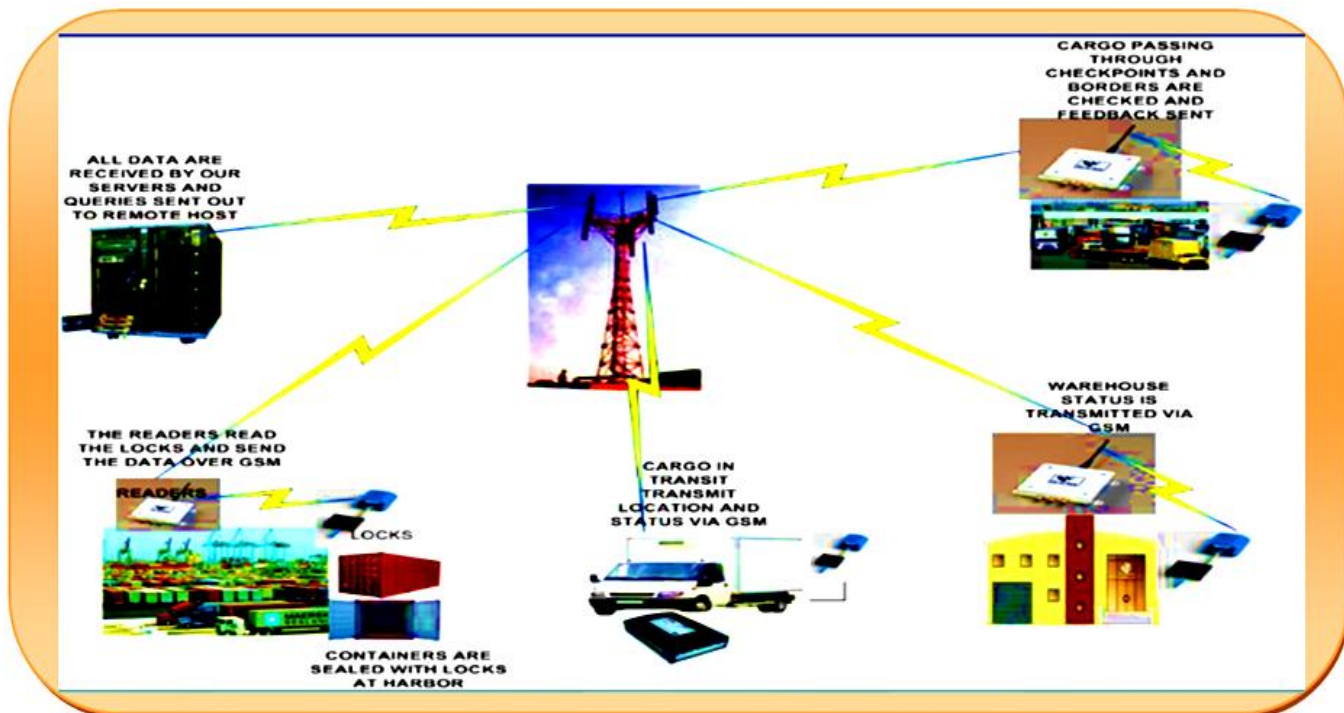 CARGO PASSING
THROUGH
CHECKPOINTS AND
BORDERS ARE
CHECKED AND
FEEDBACK SENT
ALL DATA ARE
RECEIVED BY OUR
SERVERS AND
QUERIES SENT OUT
TO REMOTE HOST
WAREHOUSE
STATUS IS
TRANSMITTED VIA
GSM
THE READERS READ
THE LOCKS AND SEND
THE DATA OVER GSM
READERS
LOCKS
CARGO IN
TRANSIT
TRANSMIT
LOCATION AND
STATUS VIA GSM
CONTAINERS ARE
SEALED WITH LOCKS
AT HARBOR